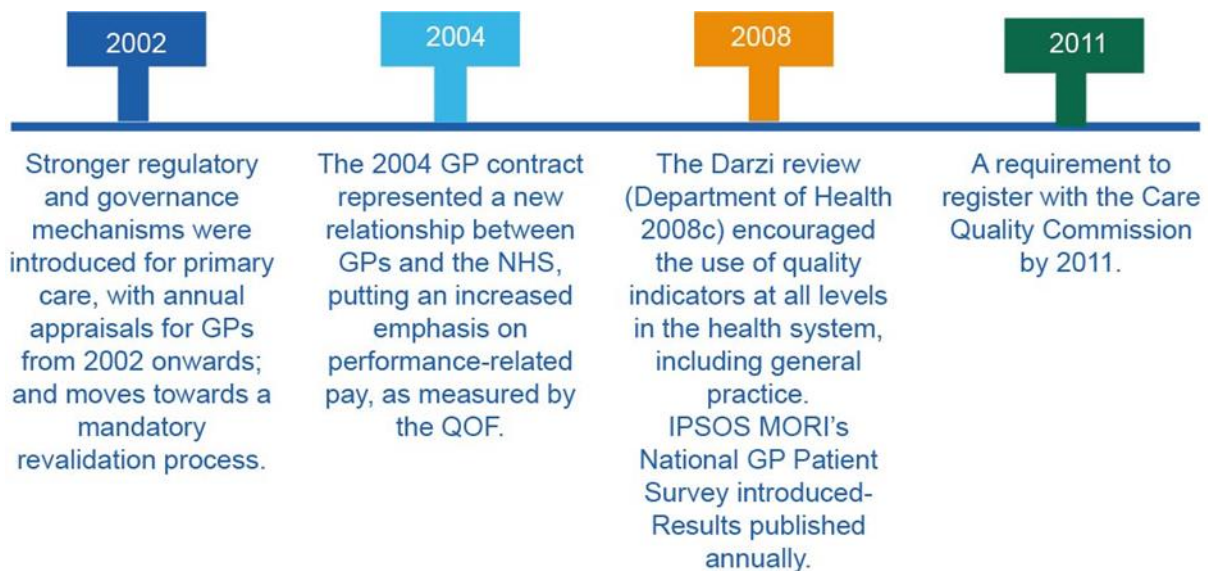 2002
Stronger regulatory
and governance
mechanisms were
introduced for primary
care, with annual
appraisals for GPs
from 2002 onwards;
and moves towards a
mandatory
revalidation process.
2004
The 2004 GP contract
represented a new
relationship between
GPs and the NHS,
putting an increased
emphasis on
performance-related
pay, as measured by
the QOF.
2008
The Darzi review
(Department of Health
2008c) encouraged
the use of quality
indicators at all levels
in the health system,
including general
practice.
IPSOS MORI’s
National GP Patient
Survey introduced-
Results published
annually.
2011
A requirement to
register with the Care
Quality Commission
by 2011.